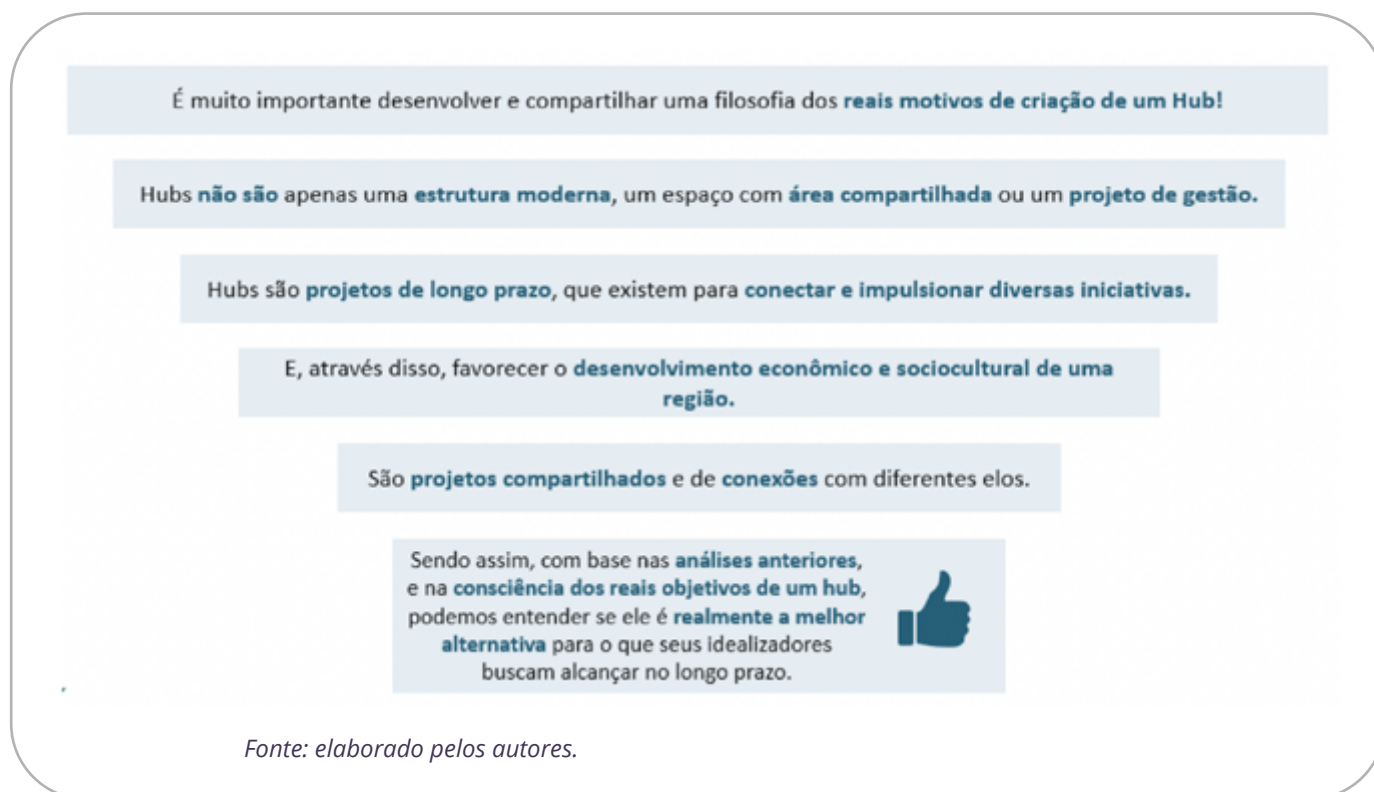 É muito importante desenvolver e compartilhar uma filosofia dos reais motivos de criação de um Hub!
Hubs não são apenas uma estrutura moderna, um espaço com área compartilhada ou um projeto de gestão.
Hubs são projetos de longo prazo, que existem para conectar e impulsionar diversas iniciativas.
E, através disso, favorecer o desenvolvimento econômico e sociocultural de uma
região.
São projetos compartilhados e de conexões com diferentes elos.
Sendo assim, com base nas análises anteriores,
e na consciência dos reais objetivos de um hub,
podemos entender se ele é realmente a melhor
alternativa para o que seus idealizadores
buscam alcançar no longo prazo.
Fonte: elaborado pelos autores.